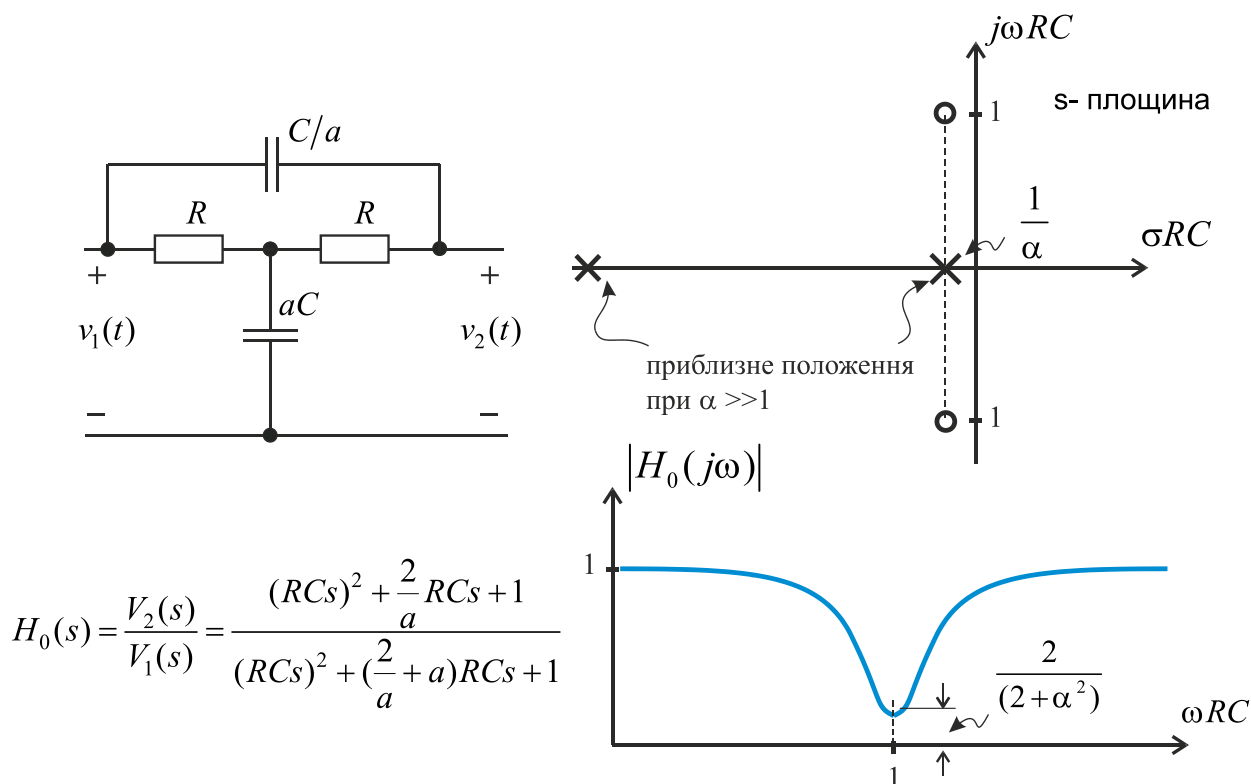 C/a
R
R
+
+
aC
v₁(t)
v₂(t)
−
−
jωRC
1
s- площина
1/α
σRC
приблизне положення
при α >>1
1
H₀(s) = V₂(s)/V₁(s) = ((RCs)² + (2/a)RCs + 1)/((RCs)² + (2/a + a)RCs + 1)
|H₀(jω)|
1
2/(2+α²)
ωRC
1